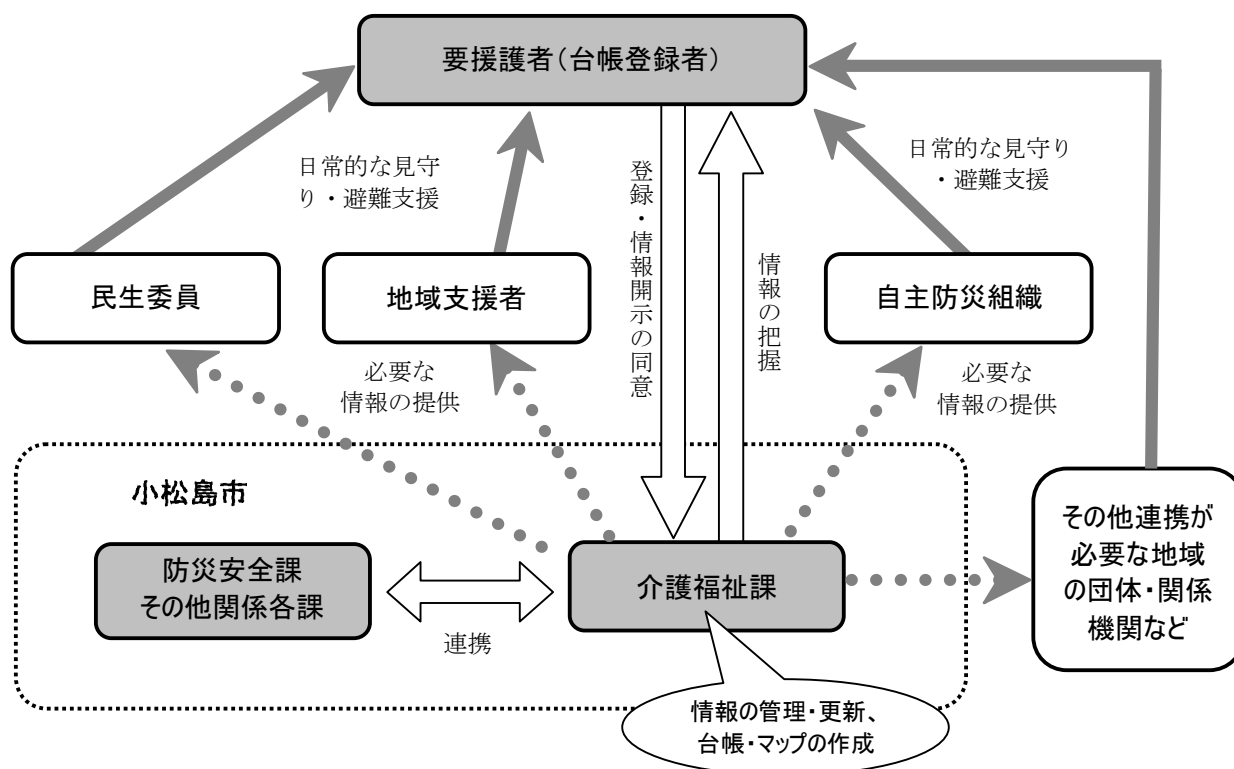 要援護者（台帳登録者）
日常的な見守
り・避難支援
日常的な見守り
・避難支援
登録・情報開示の同意
情報の把握
民生委員
地域支援者
自主防災組織
必要な
情報の提供
必要な
情報の提供
小松島市
防災安全課
その他関係各課
連携
介護福祉課
その他連携が
必要な地域
の団体・関係
機関など
情報の管理・更新、
台帳・マップの作成